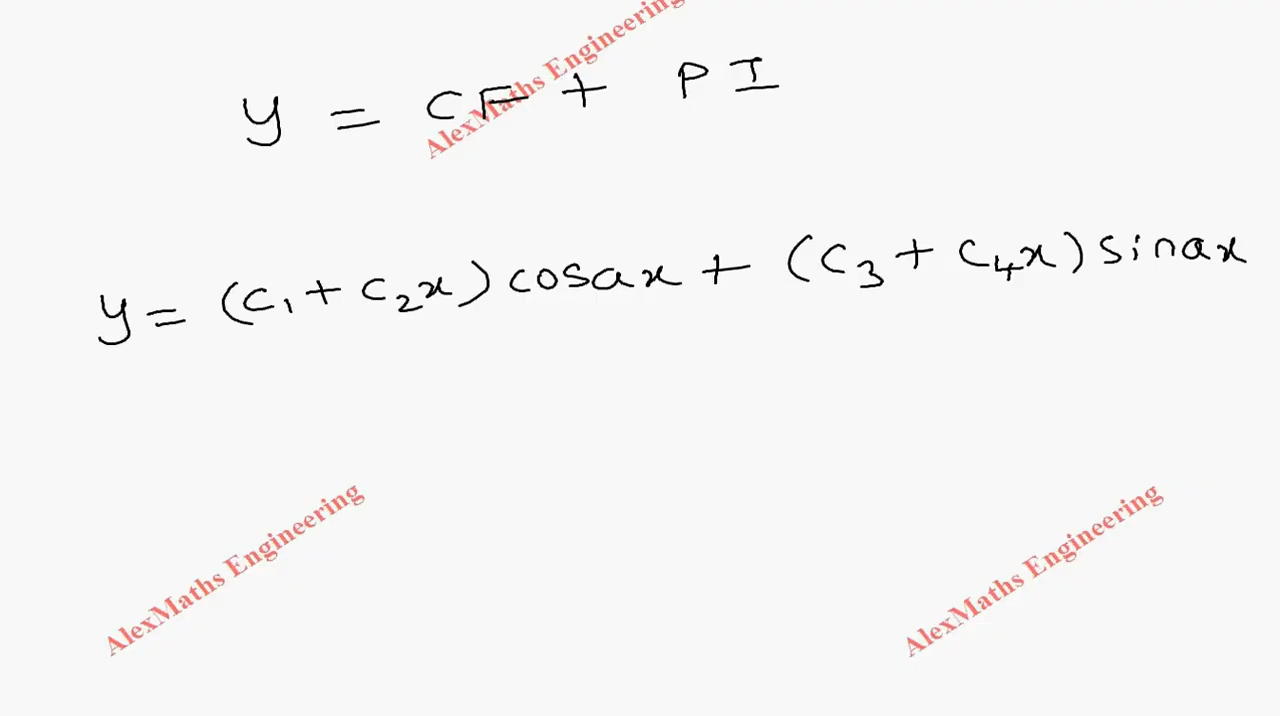 y = CF + PI
AlexMaths Engineering
y = (c₁ + c₂x) cosax + (c₃ + c₄x) sinax
AlexMaths Engineering
AlexMaths Engineering